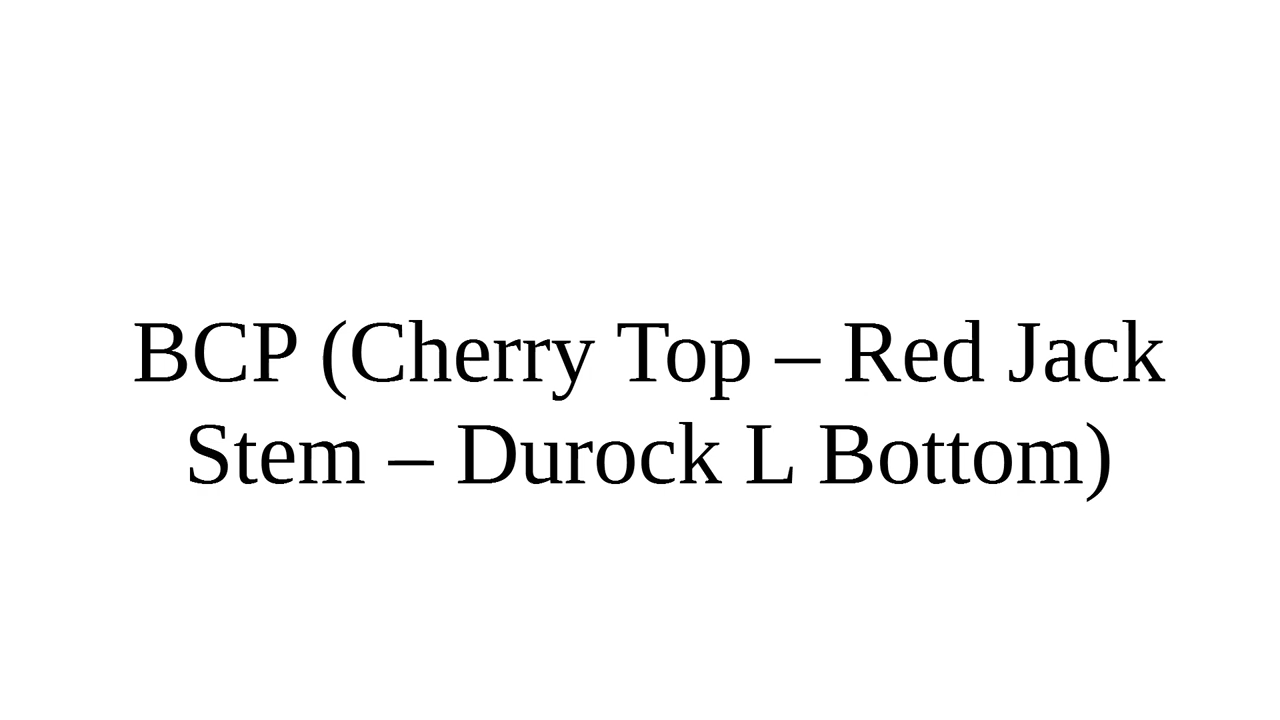 BCP (Cherry Top – Red Jack
Stem – Durock L Bottom)